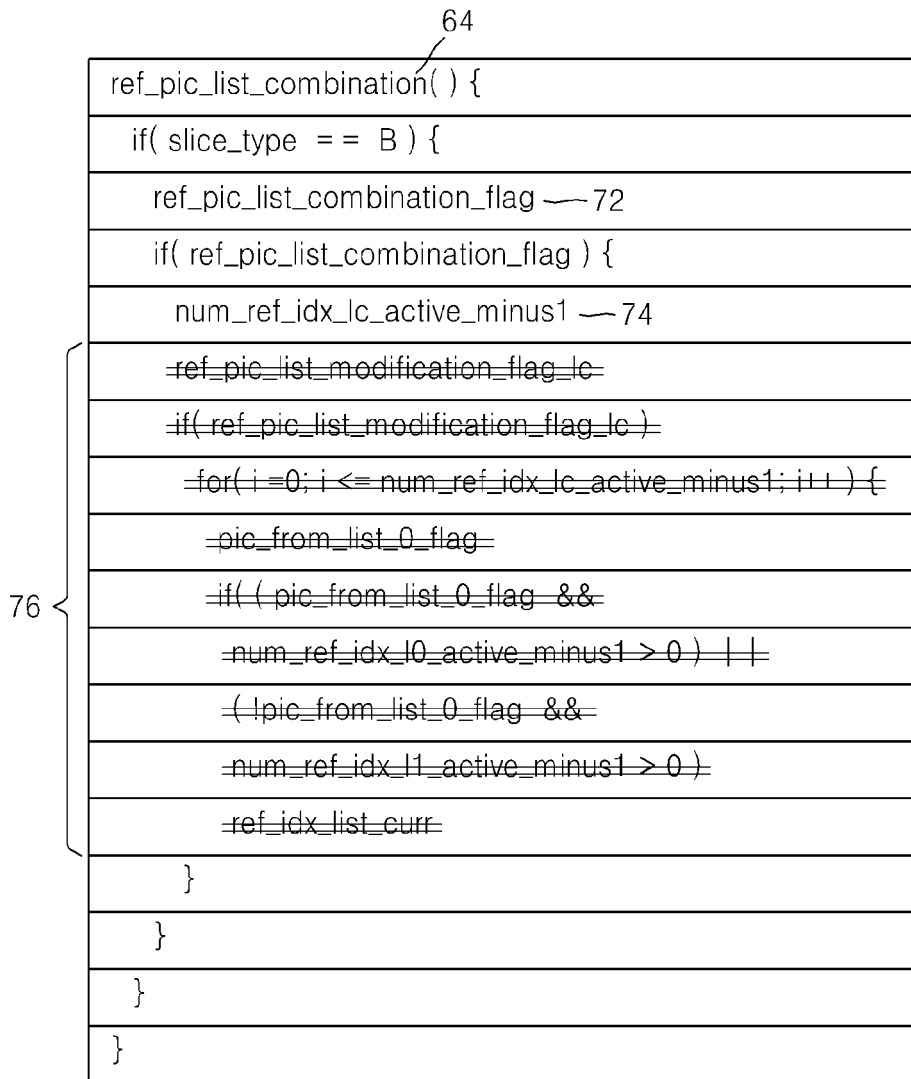 64
ref_pic_list_combination( ) {
if( slice_type == B ) {
ref_pic_list_combination_flag 72
if( ref_pic_list_combination_flag ) {
num_ref_idx_lc_active_minus1 74
76
ref_pic_list_modification_flag_lc
if( ref_pic_list_modification_flag_lc )
for( i =0; i <= num_ref_idx_lc_active_minus1; i++ ) {
pic_from_list_0_flag
if( ( pic_from_list_0_flag &&
num_ref_idx_l0_active_minus1 > 0 ) | |
( !pic_from_list_0_flag &&
num_ref_idx_l1_active_minus1 > 0 )
ref_idx_list_curr
}
}
}
}